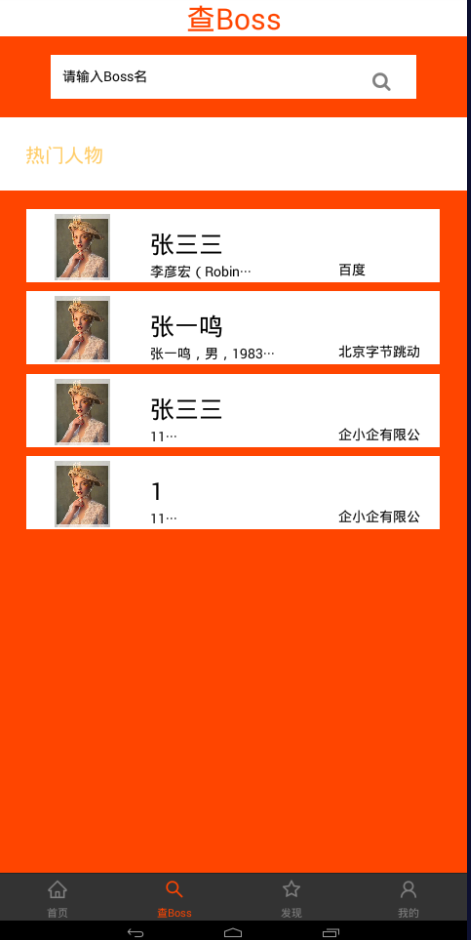 查Boss
请输入Boss名
热门人物
张三三
李彦宏（Robin…
百度
张一鸣
张一鸣，男，1983…
北京字节跳动
张三三
11…
企小企有限公
1
11…
企小企有限公
首页
查Boss
发现
我的